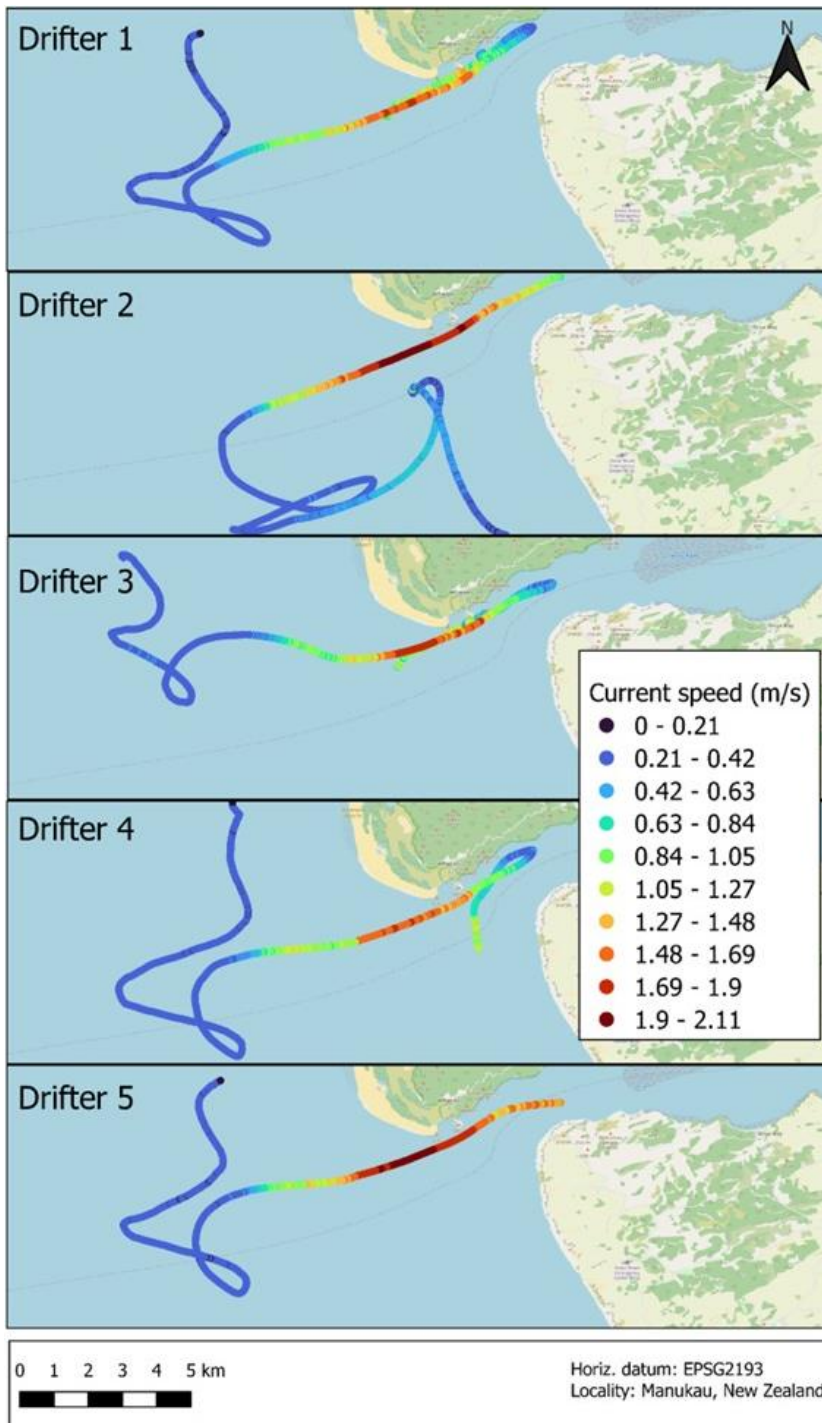 Drifter 1
N
Drifter 2
Drifter 3
Current speed (m/s)
0 - 0.21
0.21 - 0.42
0.42 - 0.63
0.63 - 0.84
0.84 - 1.05
1.05 - 1.27
1.27 - 1.48
1.48 - 1.69
1.69 - 1.9
1.9 - 2.11
Drifter 4
Drifter 5
0 1 2 3 4 5 km
Horiz. datum: EPSG2193
Locality: Manukau, New Zealand